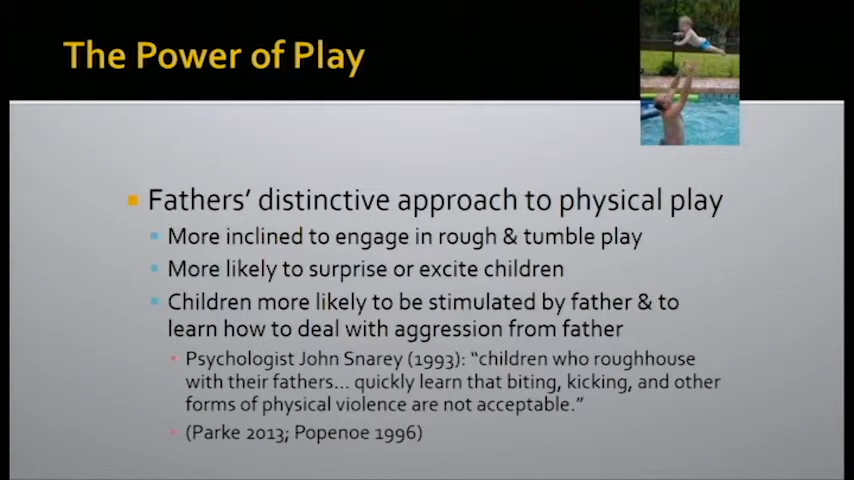 The Power of Play
Fathers’ distinctive approach to physical play
More inclined to engage in rough & tumble play
More likely to surprise or excite children
Children more likely to be stimulated by father & to
learn how to deal with aggression from father
Psychologist John Snarey (1993): “children who roughhouse
with their fathers... quickly learn that biting, kicking, and other
forms of physical violence are not acceptable.”
(Parke 2013; Popenoe 1996)